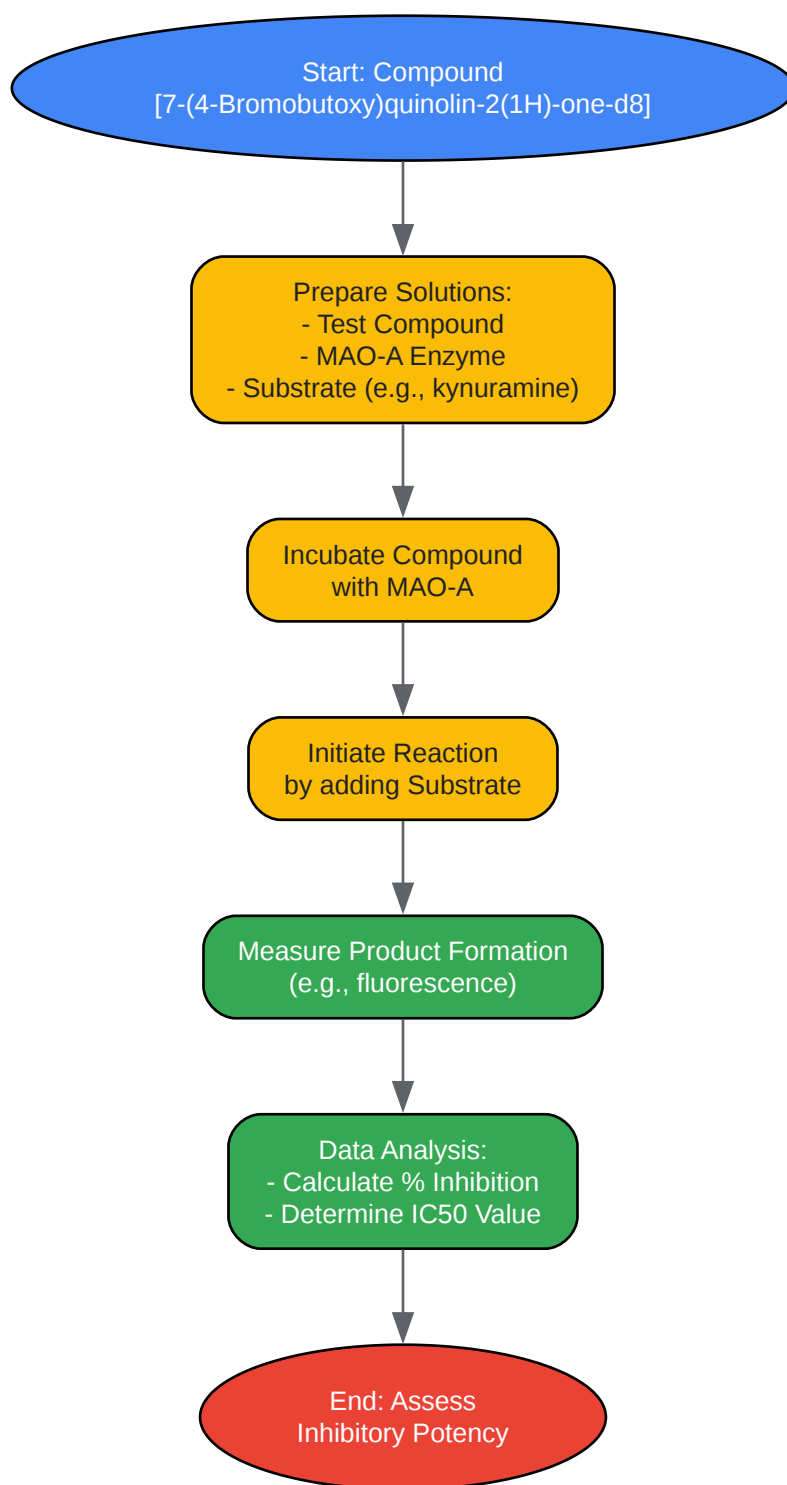 Start: Compound
[7-(4-Bromobutoxy)quinolin-2(1H)-one-d8]
Prepare Solutions:
- Test Compound
- MAO-A Enzyme
- Substrate (e.g., kynuramine)
Incubate Compound
with MAO-A
Initiate Reaction
by adding Substrate
Measure Product Formation
(e.g., fluorescence)
Data Analysis:
- Calculate % Inhibition
- Determine IC50 Value
End: Assess
Inhibitory Potency